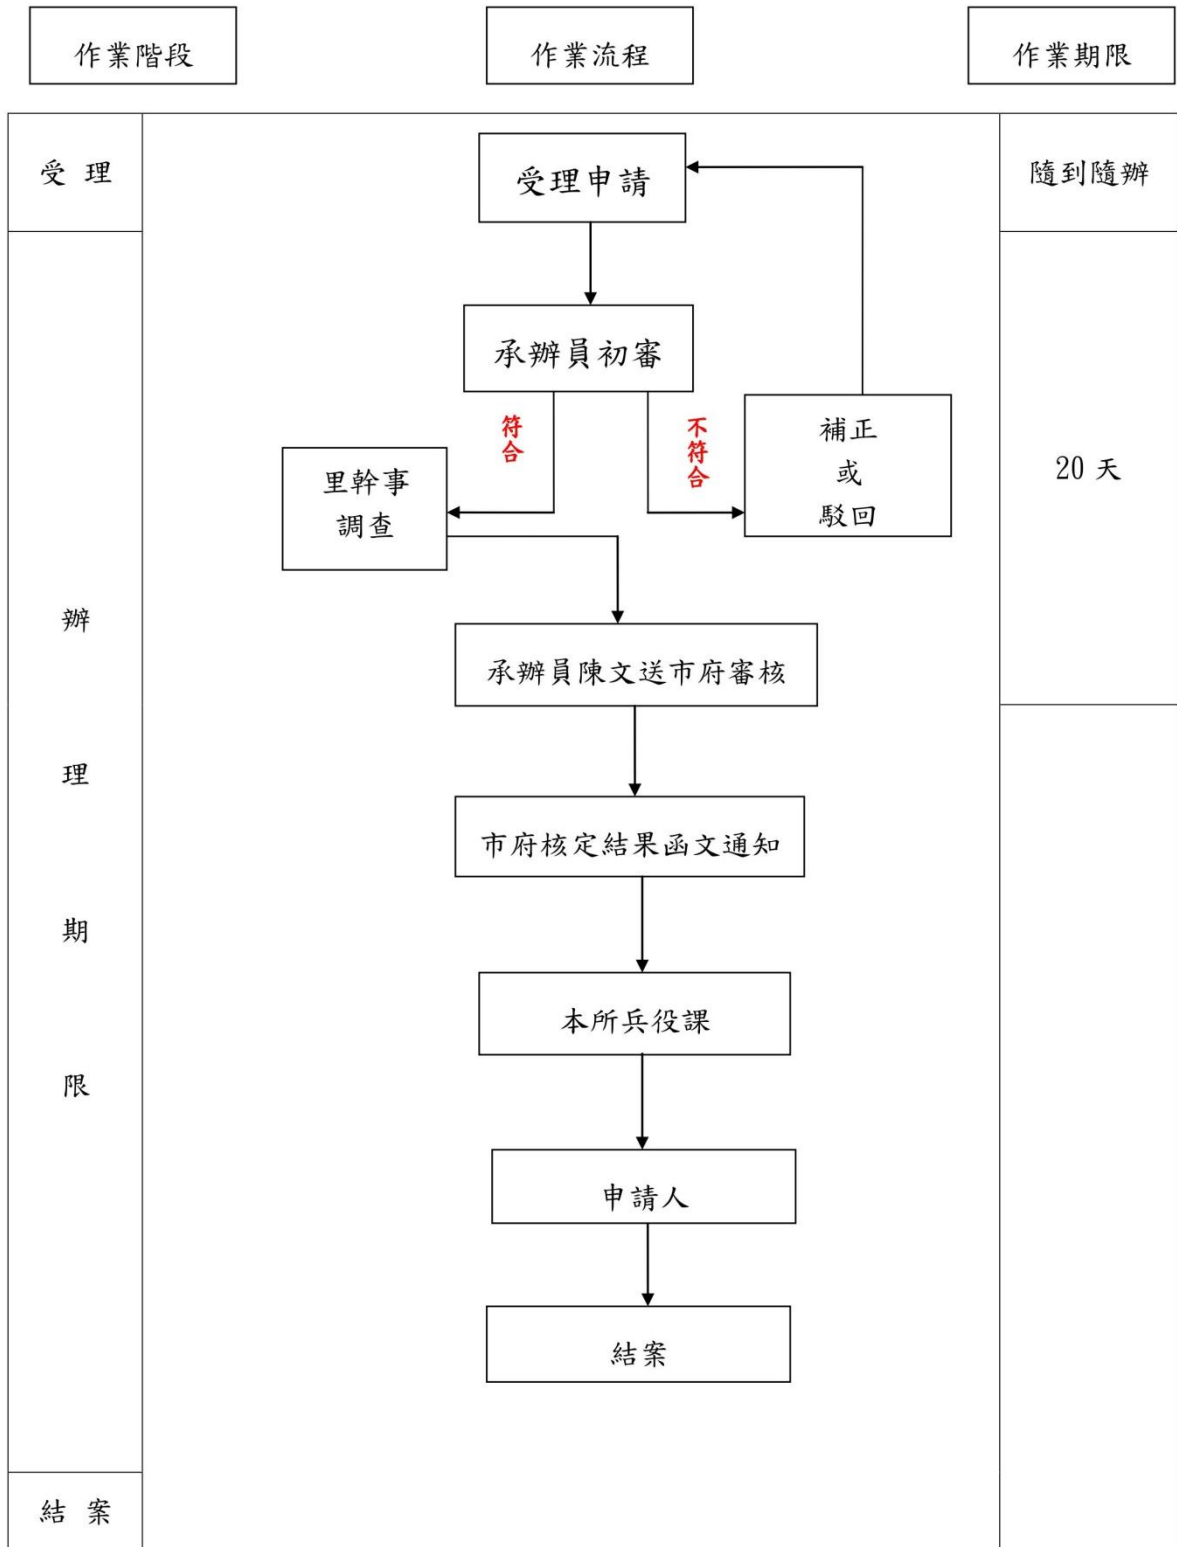 作業階段
作業流程
作業期限
受理
受理申請
隨到隨辦
承辦員初審
符合
不符合
補正
或
駁回
20 天
里幹事
調查
辦
理
期
限
承辦員陳文送市府審核
市府核定結果函文通知
本所兵役課
申請人
結案
結案